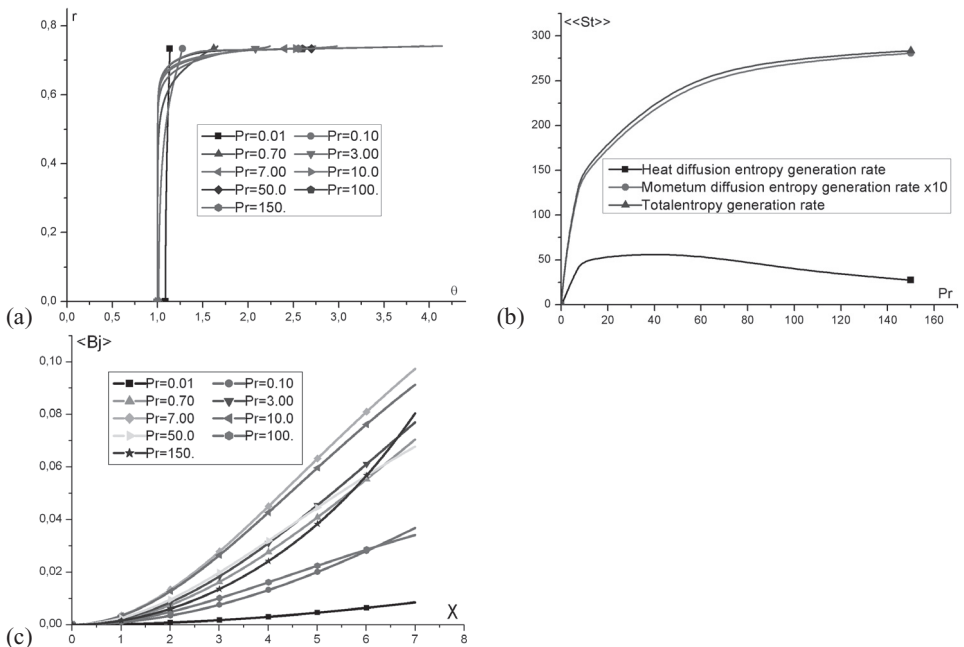 r
0,8
0,6
0,4
0,2
0,0
Pr=0.01 Pr=0.10
Pr=0.70 Pr=3.00
Pr=7.00 Pr=10.0
Pr=50.0 Pr=100.
Pr=150.
θ
0,0 0,5 1,0 1,5 2,0 2,5 3,0 3,5 4,0
(a)
<<St>>
300
275
250
225
200
175
150
125
100
75
50
25
0
Heat diffusion entropy generation rate
Mometum diffusion entropy generation rate x10
Totalentropy generation rate
Pr
0 20 40 60 80 100 120 140 160
(b)
<Bj>
0,10
0,08
0,06
0,04
0,02
0,00
Pr=0.01 Pr=0.10
Pr=0.70 Pr=3.00
Pr=7.00 Pr=10.0
Pr=50.0 Pr=100.
Pr=150.
X
0 1 2 3 4 5 6 7 8
(c)